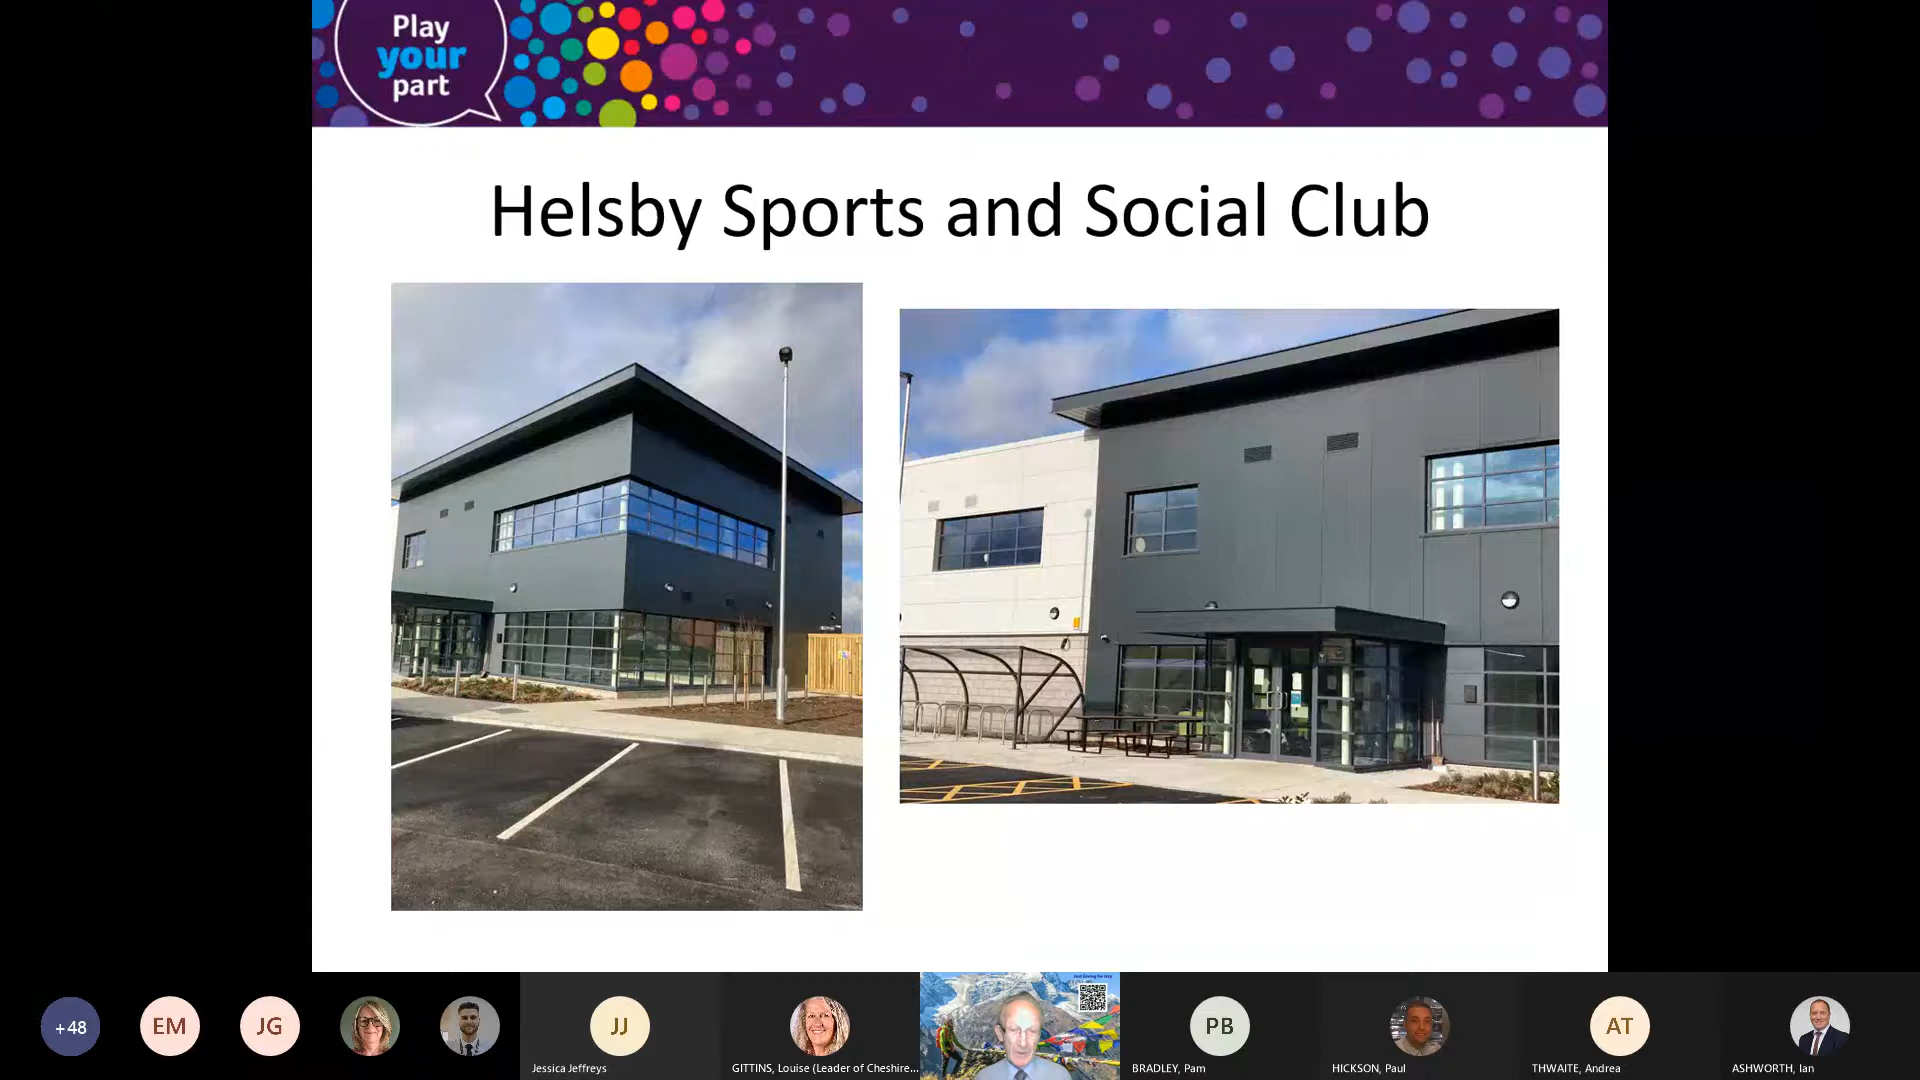 Play
your
part
Helsby Sports and Social Club
+48
EM
JG
JJ
PB
AT
Jessica Jeffreys
GITTINS, Louise (Leader of Cheshire...
BRADLEY, Pam
HICKSON, Paul
THWAITE, Andrea
ASHWORTH, Ian